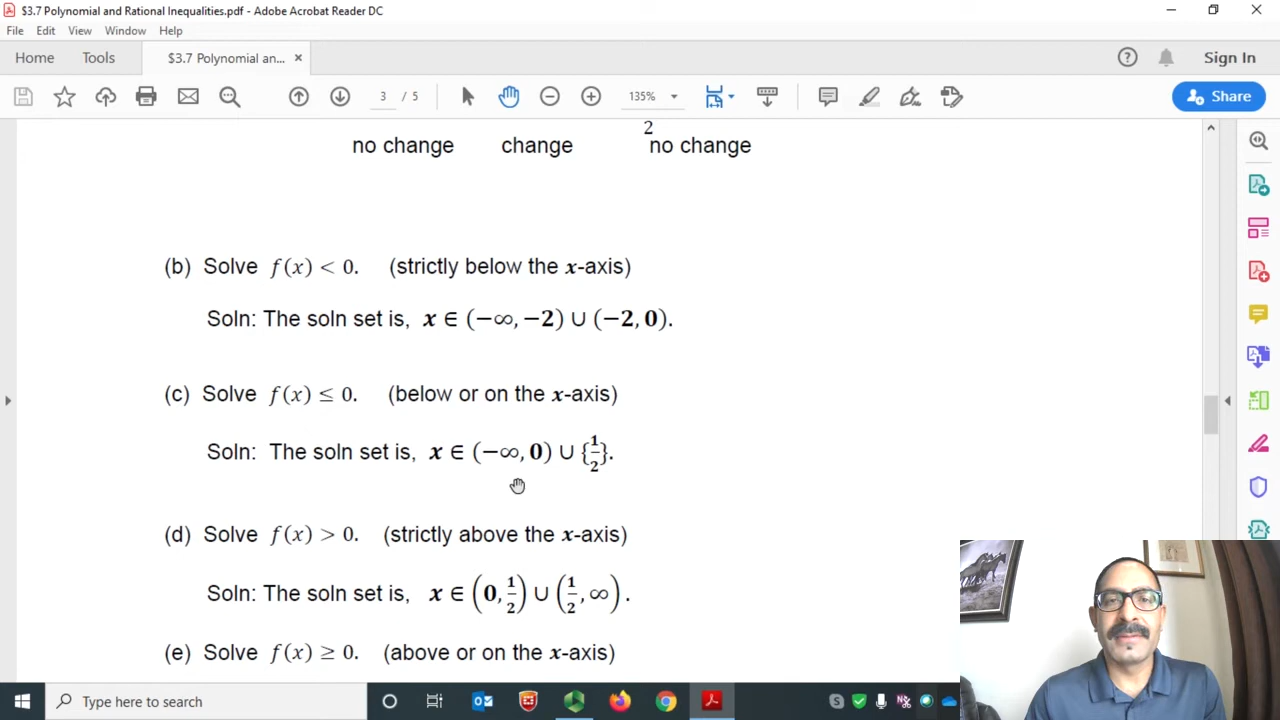 $3.7 Polynomial and Rational Inequalities.pdf - Adobe Acrobat Reader DC
File Edit View Window Help
Home Tools $3.7 Polynomial an... ×
3 / 5 135% Share
? Sign In
2
no change change no change
(b) Solve f(x) < 0. (strictly below the x-axis)
Soln: The soln set is, x ∈ (−∞, −2) ∪ (−2, 0).
(c) Solve f(x) ≤ 0. (below or on the x-axis)
Soln: The soln set is, x ∈ (−∞, 0) ∪ {1/2}.
(d) Solve f(x) > 0. (strictly above the x-axis)
Soln: The soln set is, x ∈ (0, 1/2) ∪ (1/2, ∞).
(e) Solve f(x) ≥ 0. (above or on the x-axis)
Type here to search